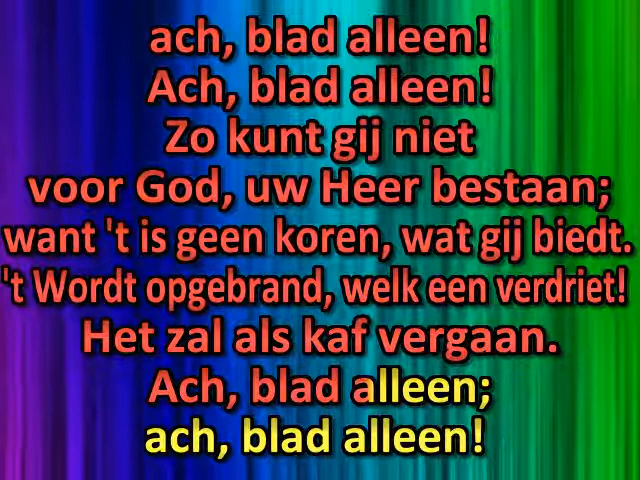 ach, blad alleen!
Ach, blad alleen!
Zo kunt gij niet
voor God, uw Heer bestaan;
want 't is geen koren, wat gij biedt.
't Wordt opgebrand, welk een verdriet!
Het zal als kaf vergaan.
Ach, blad alleen;
ach, blad alleen!